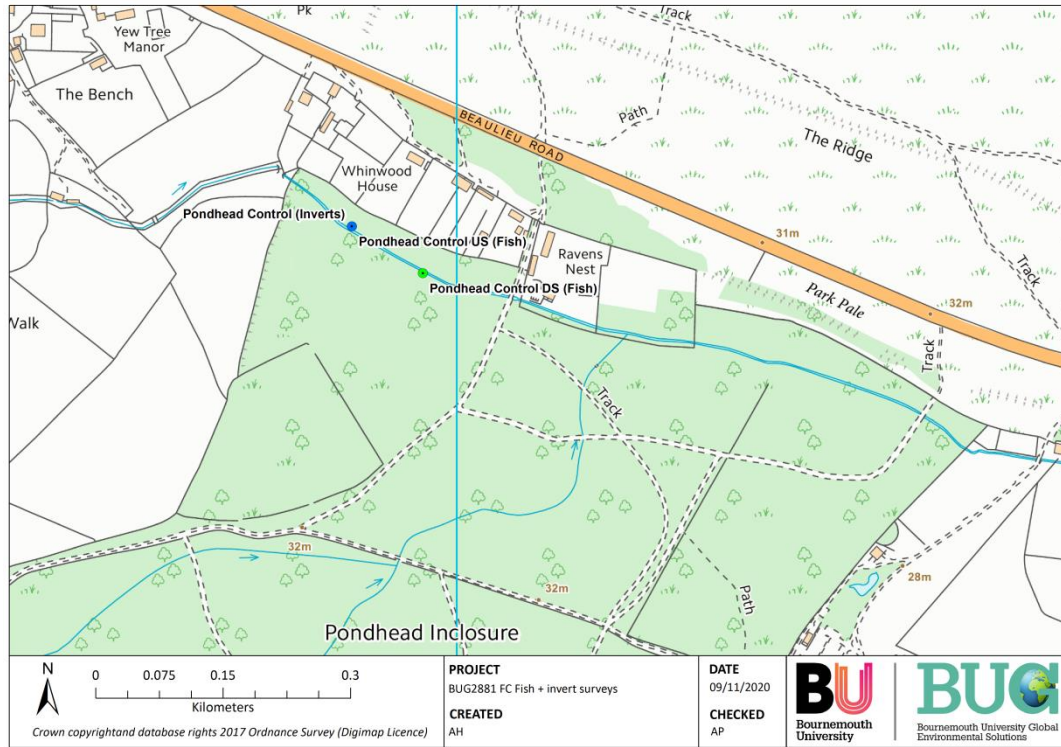 Pk
Track
Yew Tree
Manor
The Bench
BEAULIEU ROAD
Path
The Ridge
Whinwood
House
Pondhead Control (Inverts)
Pondhead Control US (Fish)
Pondhead Control DS (Fish)
Ravens
Nest
31m
Track
32m
Park Pale
Track
Walk
Track
32m
32m
Path
28m
Pondhead Inclosure
N
0 0.075 0.15 0.3
Kilometers
Crown copyrightand database rights 2017 Ordnance Survey (Digimap Licence)
PROJECT
BUG2881 FC Fish + invert surveys
CREATED
AH
DATE
09/11/2020
CHECKED
AP
BU
Bournemouth
University
BUG
Bournemouth University Global
Environmental Solutions